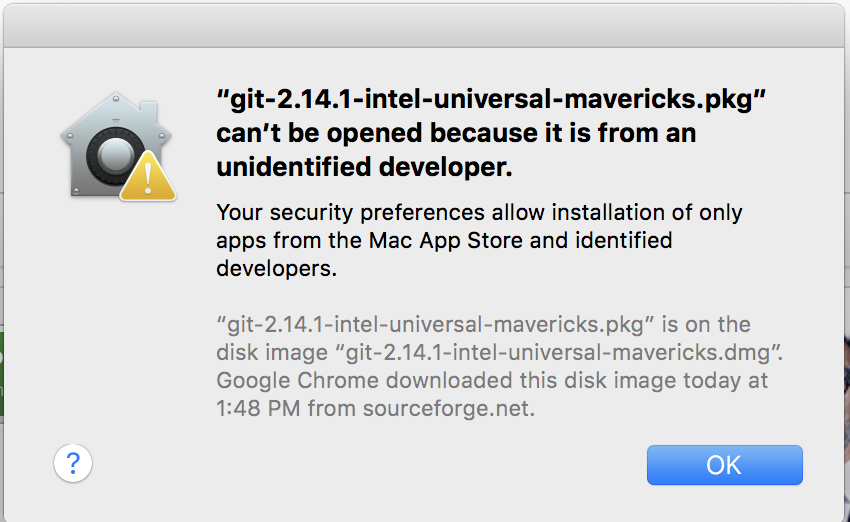 “git-2.14.1-intel-universal-mavericks.pkg”
can’t be opened because it is from an
unidentified developer.
Your security preferences allow installation of only
apps from the Mac App Store and identified
developers.
“git-2.14.1-intel-universal-mavericks.pkg” is on the
disk image “git-2.14.1-intel-universal-mavericks.dmg”.
Google Chrome downloaded this disk image today at
1:48 PM from sourceforge.net.
?
OK